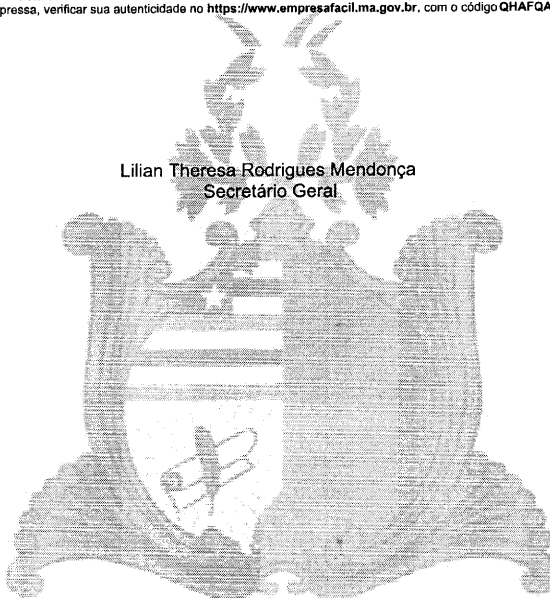 pressa, verificar sua autenticidade no https://www.empresafacil.ma.gov.br, com o código QHAFQA
Lilian Theresa Rodrigues Mendonça
Secretário Geral